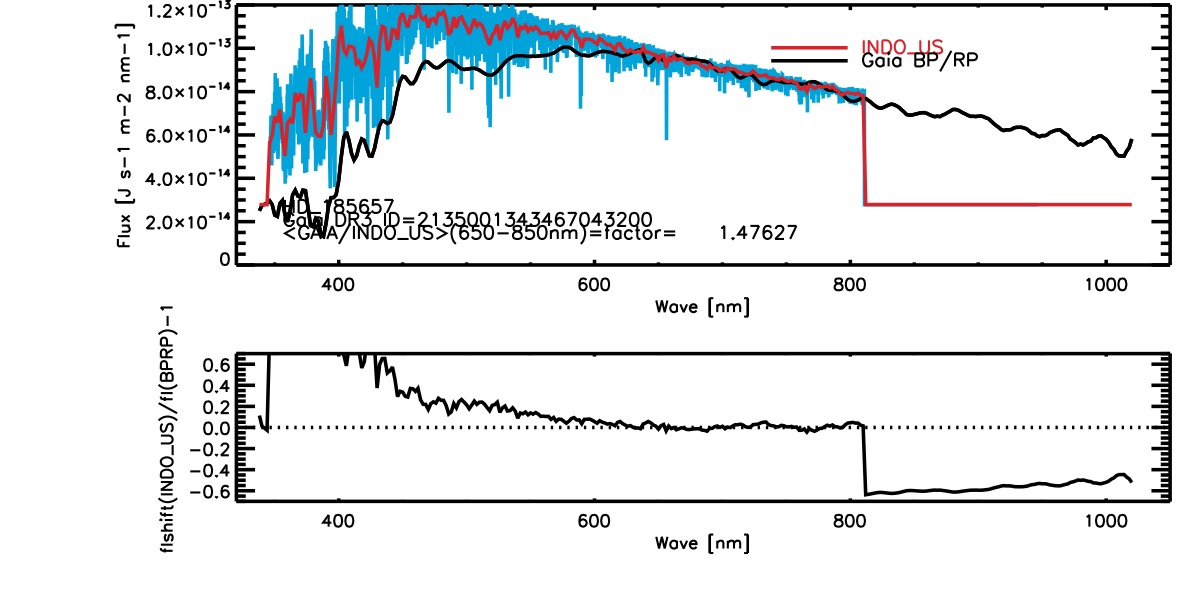 1.2×10⁻¹³
1.0×10⁻¹³
8.0×10⁻¹⁴
6.0×10⁻¹⁴
4.0×10⁻¹⁴
2.0×10⁻¹⁴
0
Flux [J s−1 m−2 nm−1]
INDO_US
Gaia BP/RP
HD_185657
Gaia DR3 ID=2135001343467043200
<GAIA/INDO_US>(650−850nm)=factor= 1.47627
400 600 800 1000
Wave [nm]
flshift(INDO_US)/fl(BPRP)−1
0.6
0.4
0.2
0.0
−0.2
−0.4
−0.6
400 600 800 1000
Wave [nm]